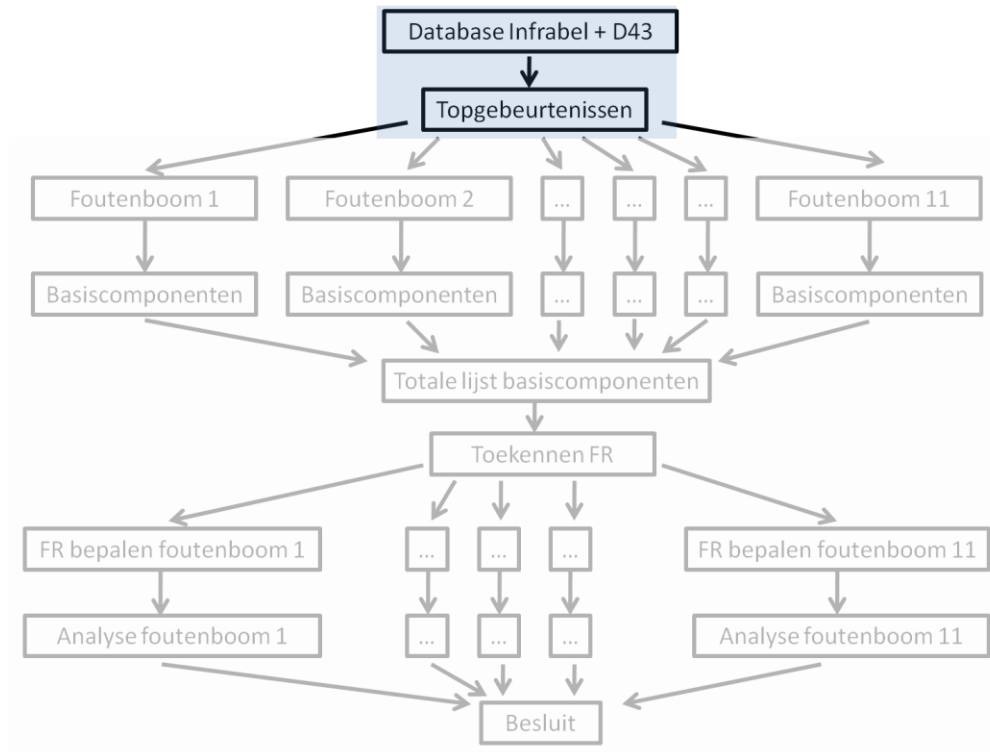 Database Infrabel + D43
Topgebeurtenissen
Foutenboom 1
Foutenboom 2
...
...
...
Foutenboom 11
Basiscomponenten
Basiscomponenten
...
...
...
Basiscomponenten
Totale lijst basiscomponenten
Toekennen FR
FR bepalen foutenboom 1
...
...
...
FR bepalen foutenboom 11
Analyse foutenboom 1
...
...
...
Analyse foutenboom 11
Besluit